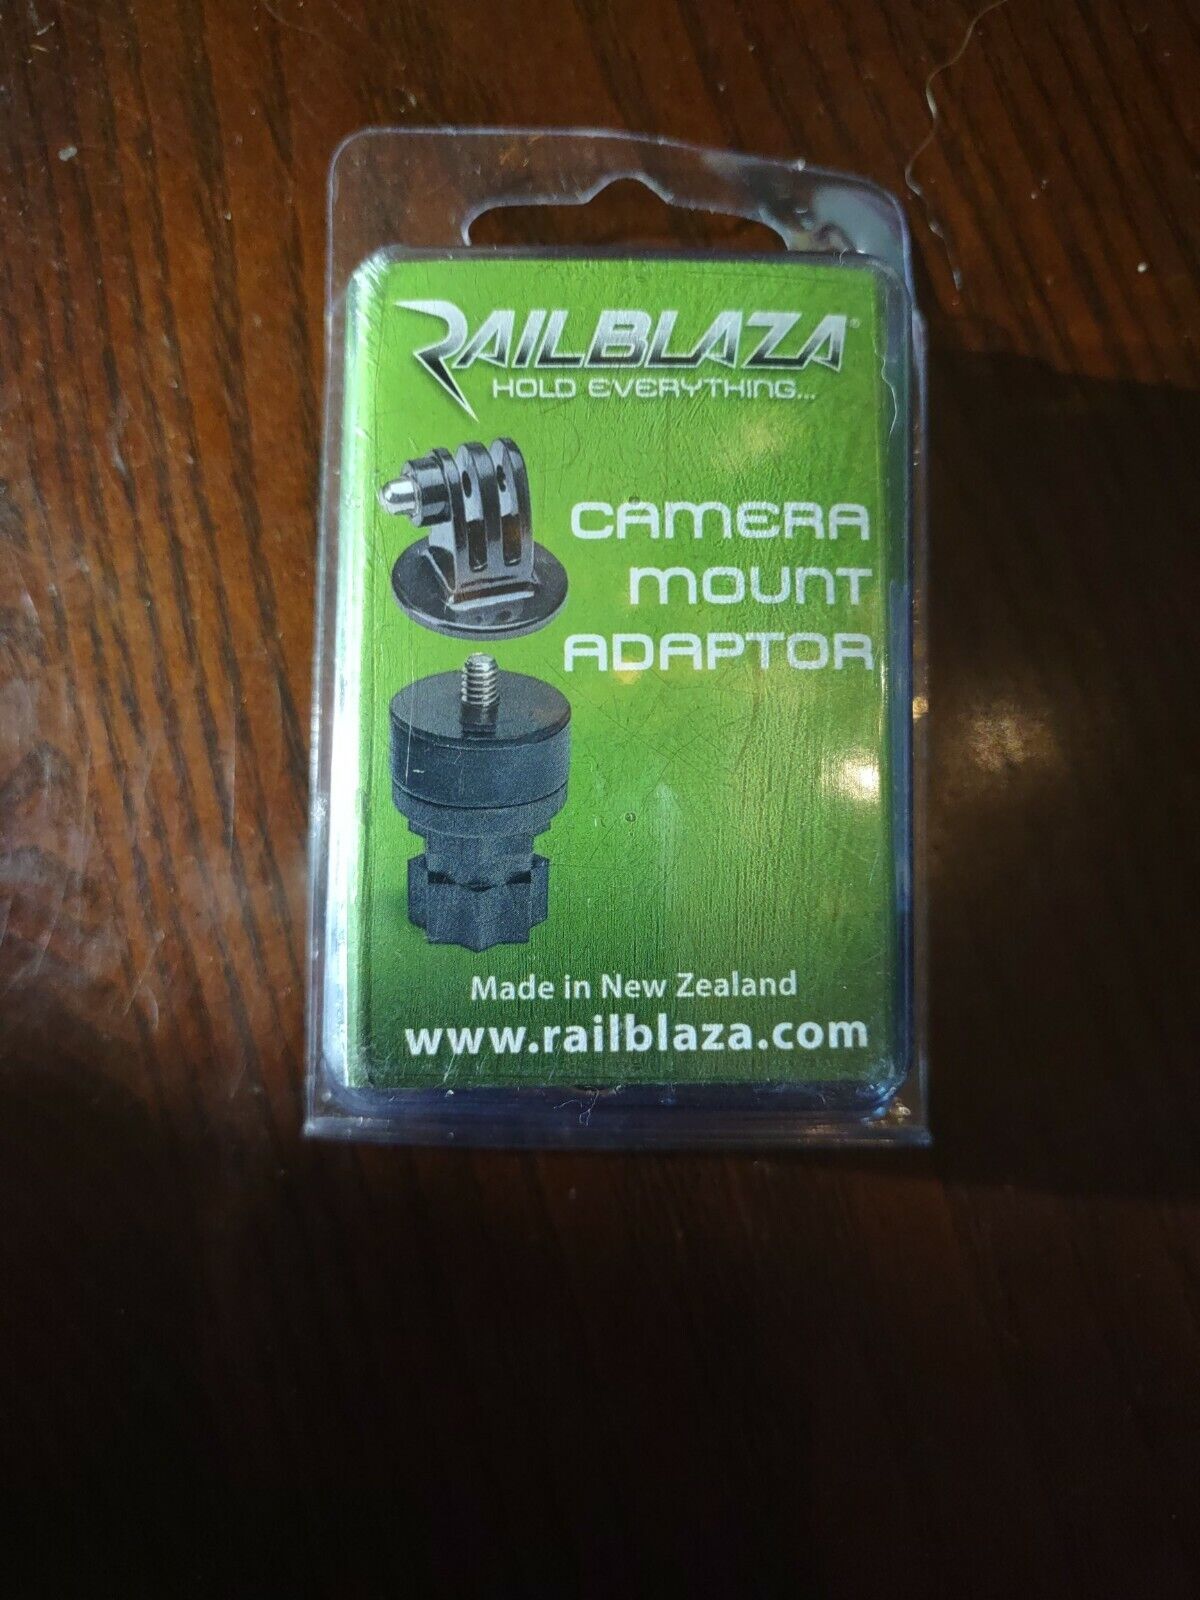 RAILBLAZA®
HOLD EVERYTHING...
CAMERA
MOUNT
ADAPTOR
Made in New Zealand
www.railblaza.com